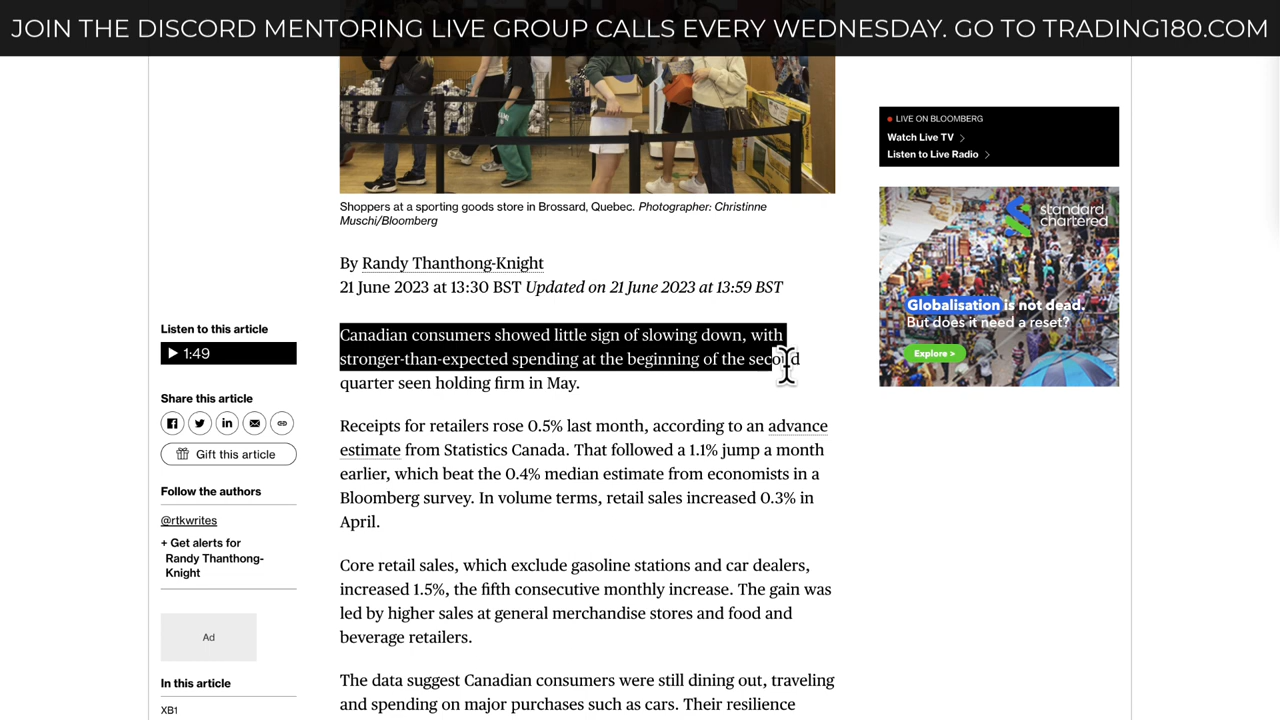 JOIN THE DISCORD MENTORING LIVE GROUP CALLS EVERY WEDNESDAY. GO TO TRADING180.COM
Shoppers at a sporting goods store in Brossard, Quebec. Photographer: Christinne
Muschi/Bloomberg
By Randy Thanthong-Knight
21 June 2023 at 13:30 BST Updated on 21 June 2023 at 13:59 BST
Listen to this article
1:49
Share this article
Gift this article
Follow the authors
@rtkwrites
+ Get alerts for
Randy Thanthong-
Knight
Ad
In this article
XB1
Canadian consumers showed little sign of slowing down, with
stronger-than-expected spending at the beginning of the second
quarter seen holding firm in May.
Receipts for retailers rose 0.5% last month, according to an advance
estimate from Statistics Canada. That followed a 1.1% jump a month
earlier, which beat the 0.4% median estimate from economists in a
Bloomberg survey. In volume terms, retail sales increased 0.3% in
April.
Core retail sales, which exclude gasoline stations and car dealers,
increased 1.5%, the fifth consecutive monthly increase. The gain was
led by higher sales at general merchandise stores and food and
beverage retailers.
The data suggest Canadian consumers were still dining out, traveling
and spending on major purchases such as cars. Their resilience
LIVE ON BLOOMBERG
Watch Live TV
Listen to Live Radio
standard
chartered
Globalisation is not dead.
But does it need a reset?
Explore >